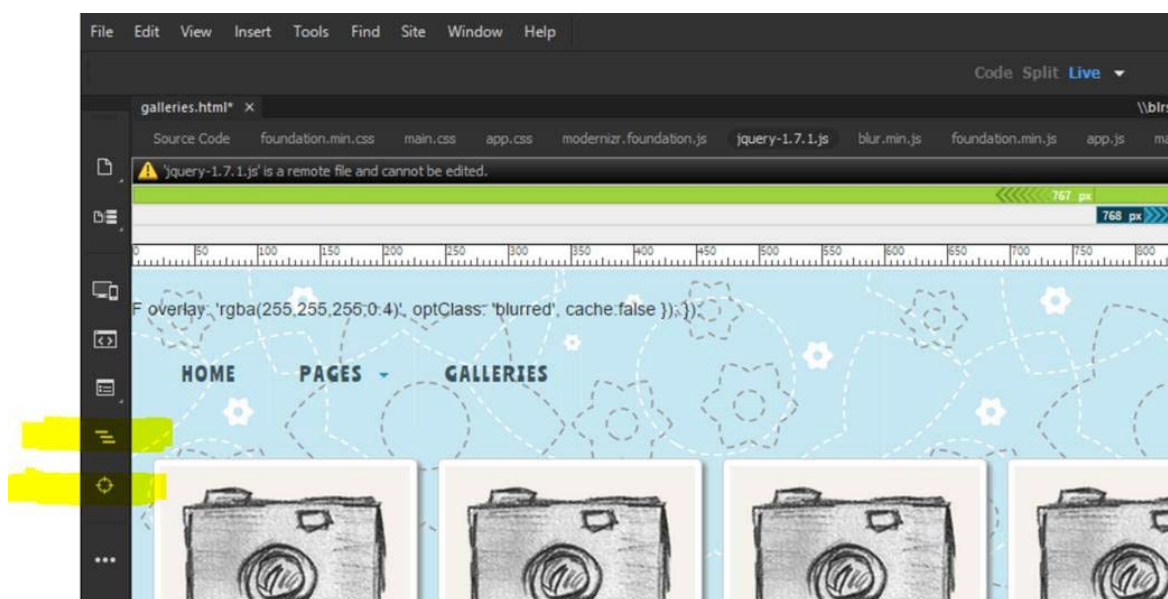 File Edit View Insert Tools Find Site Window Help
Code Split Live
galleries.html* × \\blrs
Source Code foundation.min.css main.css app.css modernizr.foundation.js jquery-1.7.1.js blur.min.js foundation.min.js app.js ma
'jquery-1.7.1.js' is a remote file and cannot be edited.
767 px
768 px
0 50 100 150 200 250 300 350 400 450 500 550 600 650 700 750 800
F overlay: 'rgba(255,255,255,0.4)', optClass: 'blurred', cache:false }); });
HOME PAGES GALLERIES